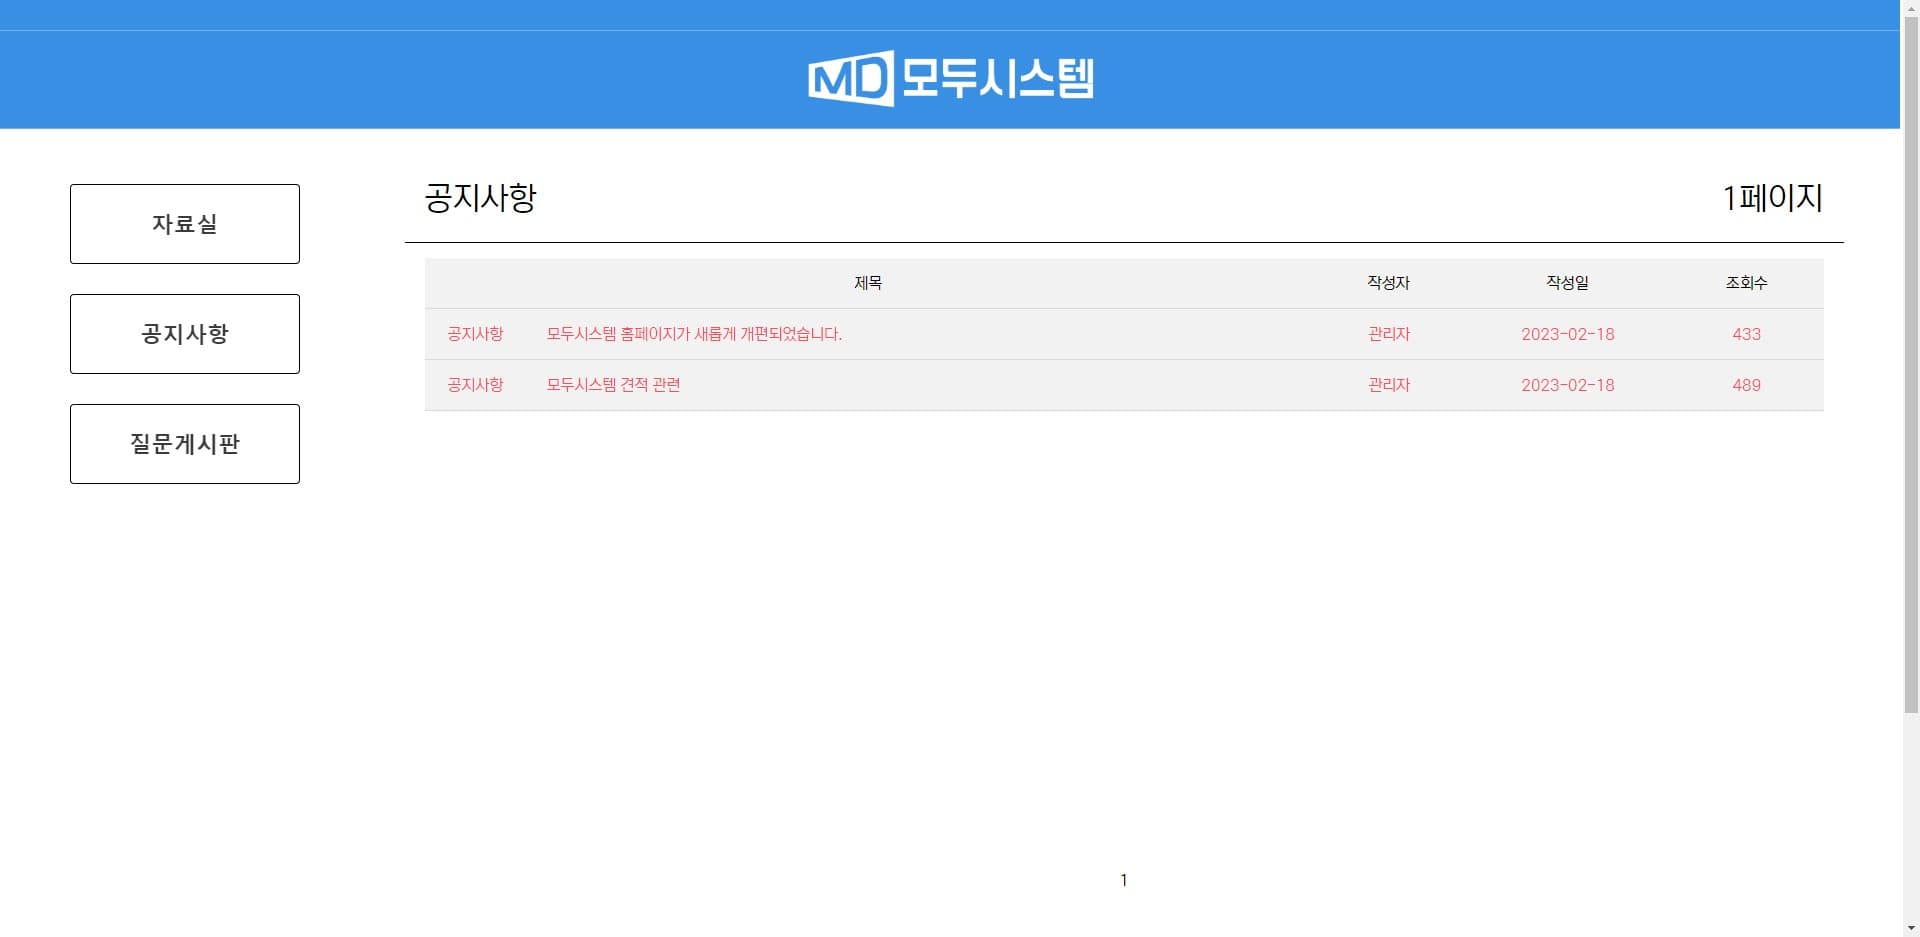 MD 모두시스템
자료실
공지사항
질문게시판
공지사항 1페이지
제목 작성자 작성일 조회수
공지사항 모두시스템 홈페이지가 새롭게 개편되었습니다. 관리자 2023-02-18 433
공지사항 모두시스템 견적 관련 관리자 2023-02-18 489
1